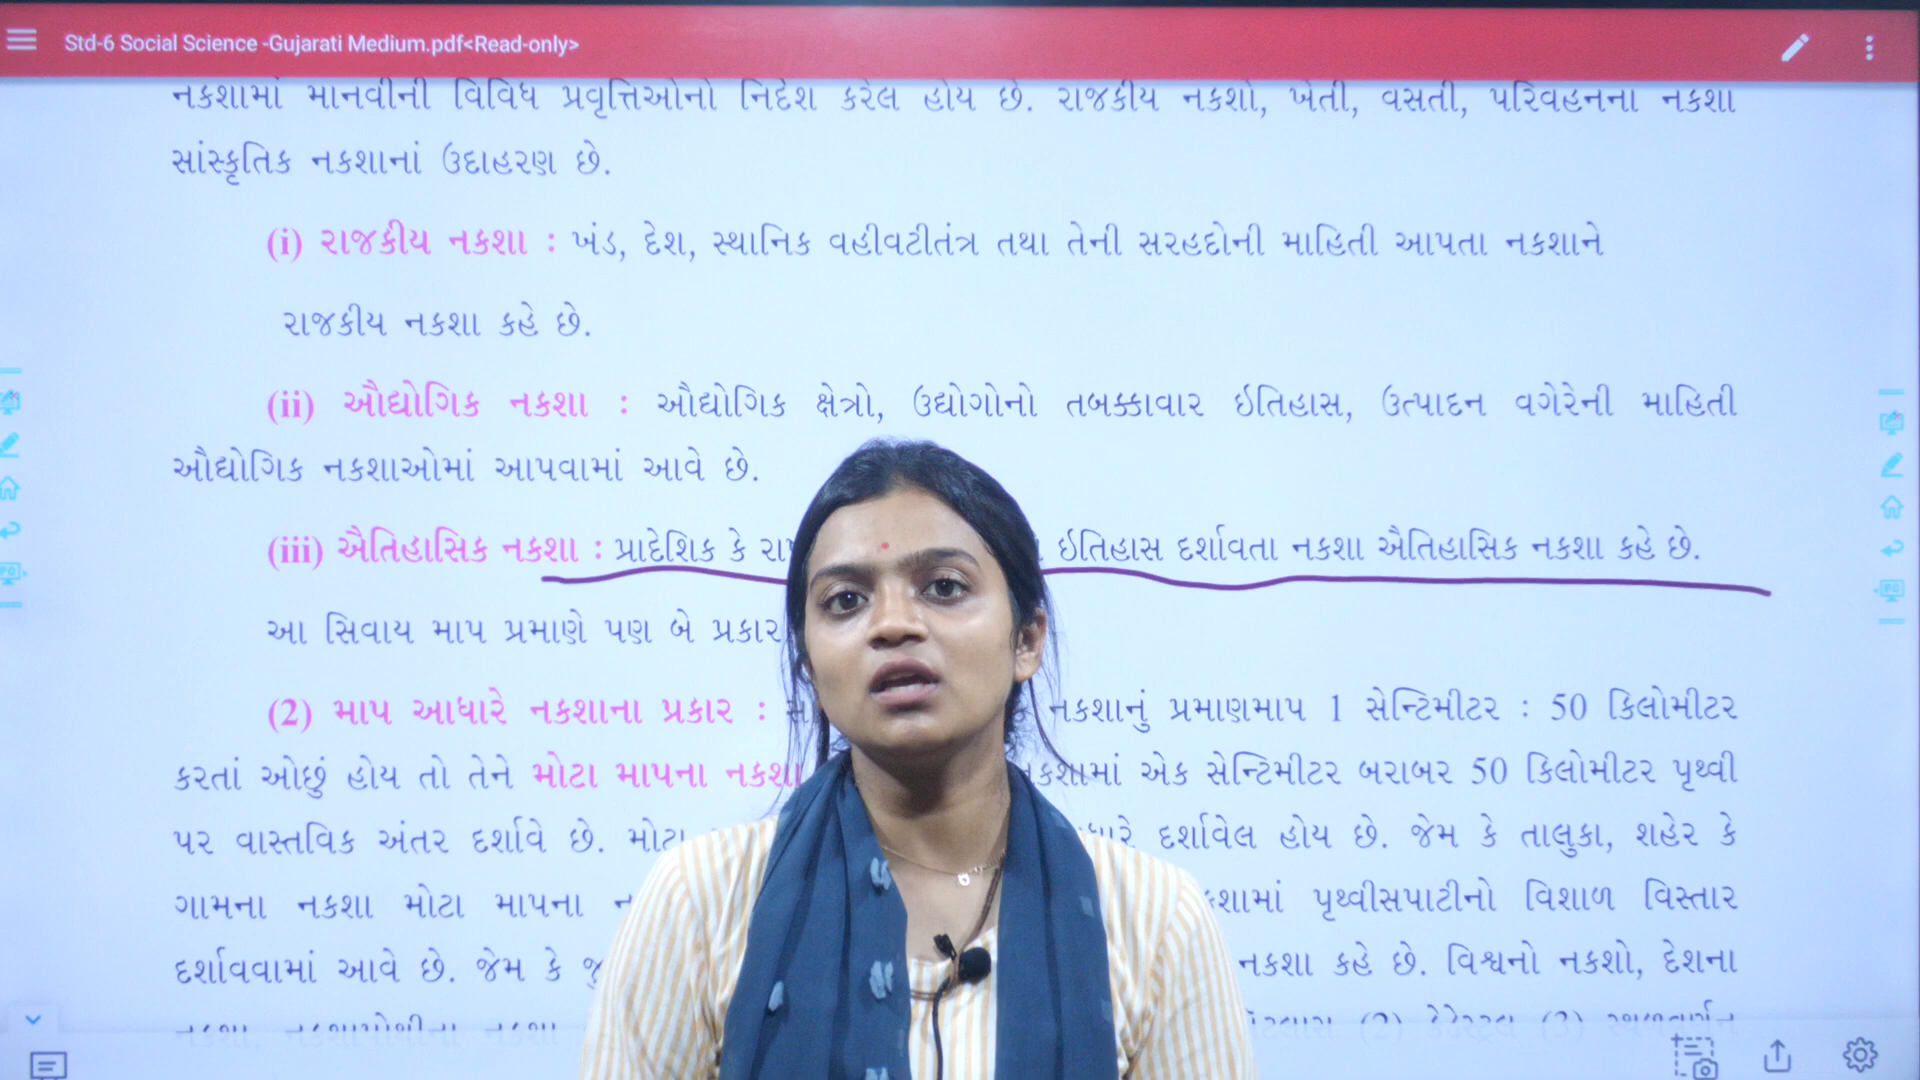 Std-6 Social Science -Gujarati Medium.pdf<Read-only>
નકશામાં માનવીની વિવિધ પ્રવૃત્તિઓનો નિર્દેશ કરેલ હોય છે. રાજકીય નકશો, ખેતી, વસતી, પરિવહનના નકશા
સાંસ્કૃતિક નકશાનાં ઉદાહરણ છે.
(i) રાજકીય નકશા : ખંડ, દેશ, સ્થાનિક વહીવટીતંત્ર તથા તેની સરહદોની માહિતી આપતા નકશાને
રાજકીય નકશા કહે છે.
(ii) ઔદ્યોગિક નકશા : ઔદ્યોગિક ક્ષેત્રો, ઉદ્યોગોનો તબક્કાવાર ઇતિહાસ, ઉત્પાદન વગેરેની માહિતી
ઔદ્યોગિક નકશાઓમાં આપવામાં આવે છે.
(iii) ઐતિહાસિક નકશા : પ્રાદેશિક કે ઇતિહાસ દર્શાવતા નકશા ઐતિહાસિક નકશા કહે છે.
આ સિવાય માપ પ્રમાણે પણ બે પ્રકાર
(2) માપ આધારે નકશાના પ્રકાર : નકશાનું પ્રમાણમાપ 1 સેન્ટિમીટર : 50 કિલોમીટર
કરતાં ઓછું હોય તો તેને મોટા માપના નકશા એક સેન્ટિમીટર બરાબર 50 કિલોમીટર પૃથ્વી
પર વાસ્તવિક અંતર દર્શાવે છે. દર્શાવેલ હોય છે. જેમ કે તાલુકા, શહેર કે
ગામના નકશા મોટા માપના પૃથ્વીસપાટીનો વિશાળ વિસ્તાર
દર્શાવવામાં આવે છે. જેમ કે નકશા કહે છે. વિશ્વનો નકશો, દેશના